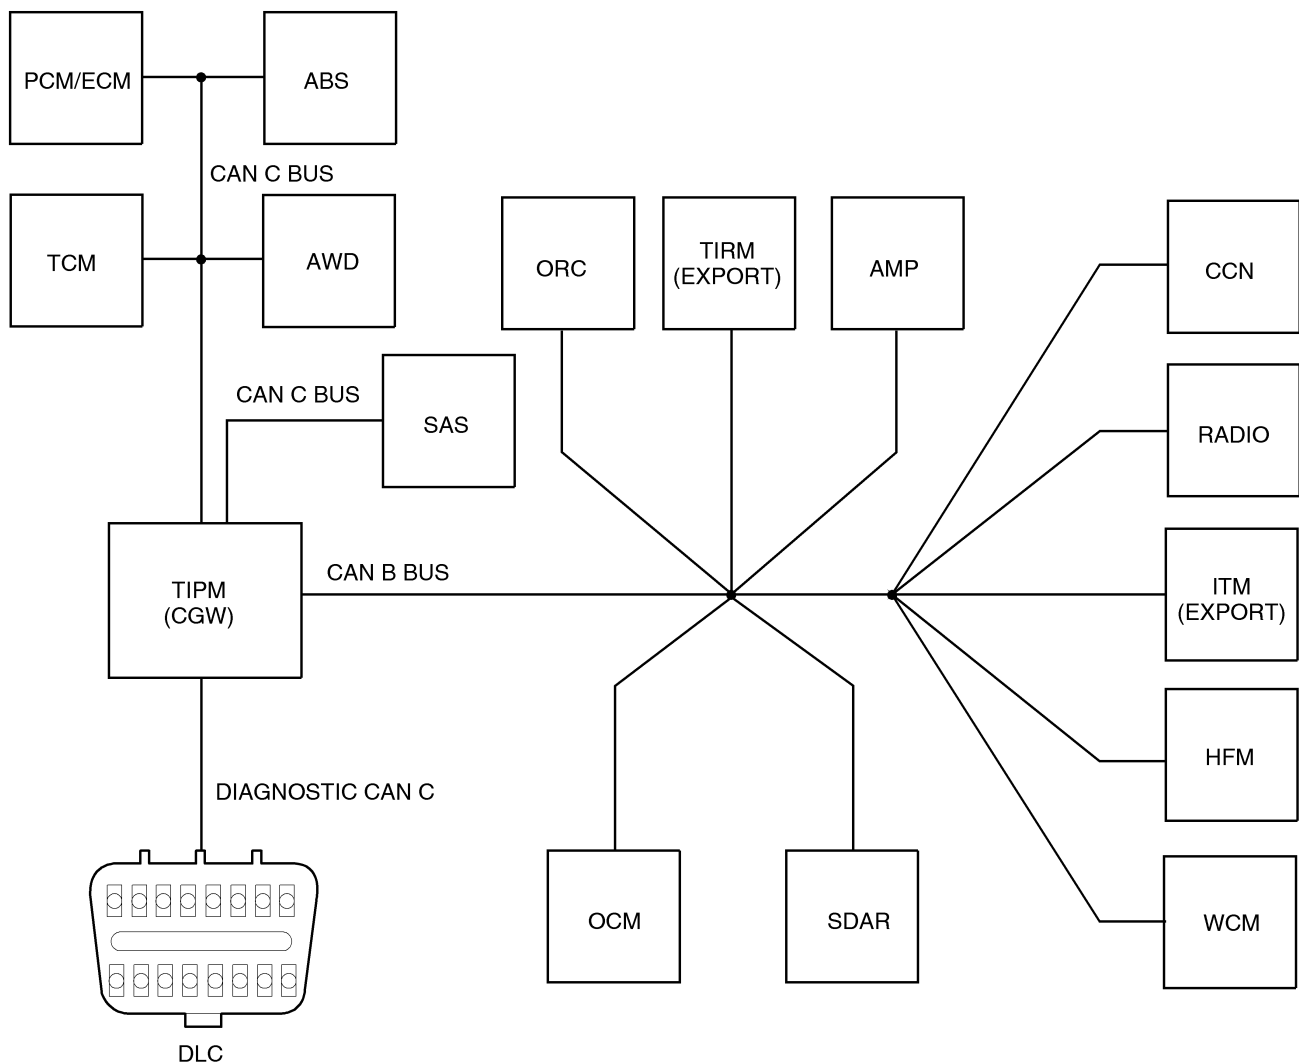 PCM/ECM
ABS
CAN C BUS
TCM
AWD
ORC
TIRM
(EXPORT)
AMP
CCN
CAN C BUS
SAS
RADIO
TIPM
(CGW)
CAN B BUS
ITM
(EXPORT)
HFM
DIAGNOSTIC CAN C
OCM
SDAR
WCM
DLC